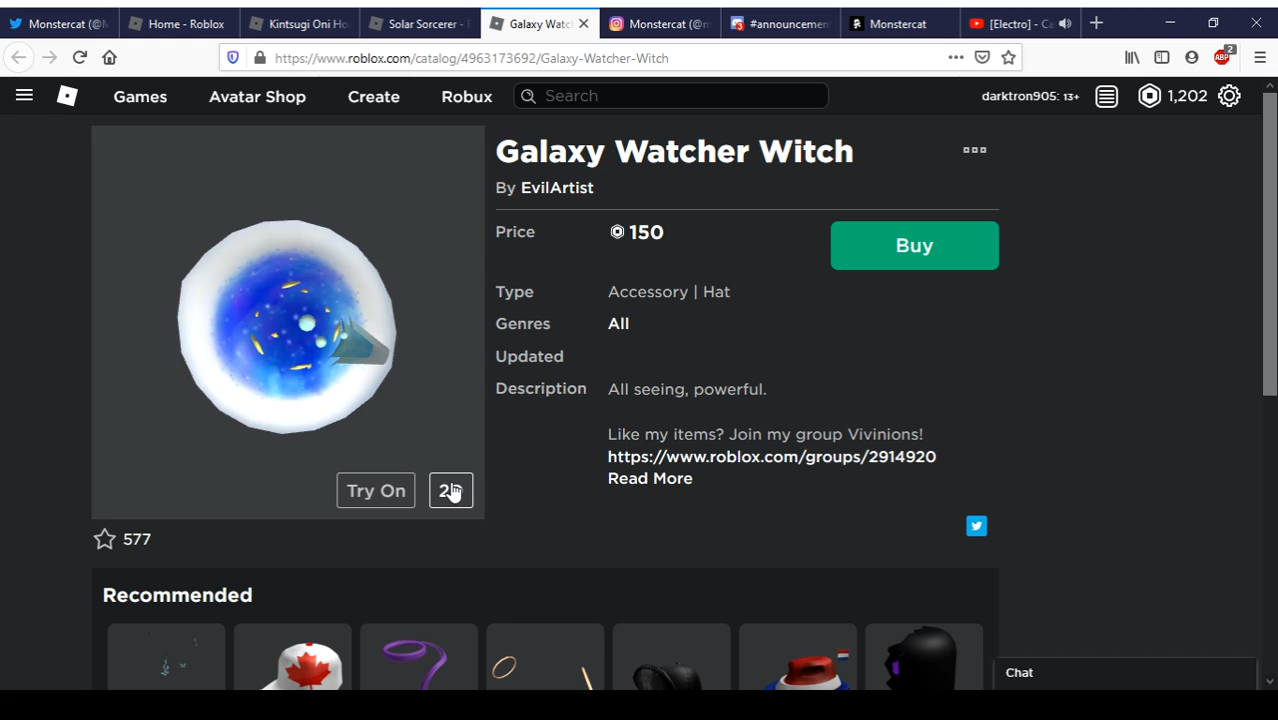 Monstercat (@M
Home - Roblox
Kintsugi Oni Ho
Solar Sorcerer - R
Galaxy Watc
Monstercat (@m
#announcemen
Monstercat
[Electro] - Ca
https://www.roblox.com/catalog/4963173692/Galaxy-Watcher-Witch
ABP 2
Games
Avatar Shop
Create
Robux
Search
darktron905: 13+
1,202
Galaxy Watcher Witch
By EvilArtist
Price
150
Buy
Type
Accessory | Hat
Genres
All
Updated
Description
All seeing, powerful.
Like my items? Join my group Vivinions!
https://www.roblox.com/groups/2914920
Read More
Try On
577
Recommended
Chat